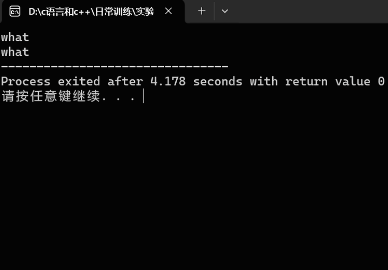 D:\c语言和c++\日常训练\实验
what
what
--------------------------------
Process exited after 4.178 seconds with return value 0
请按任意键继续. . .